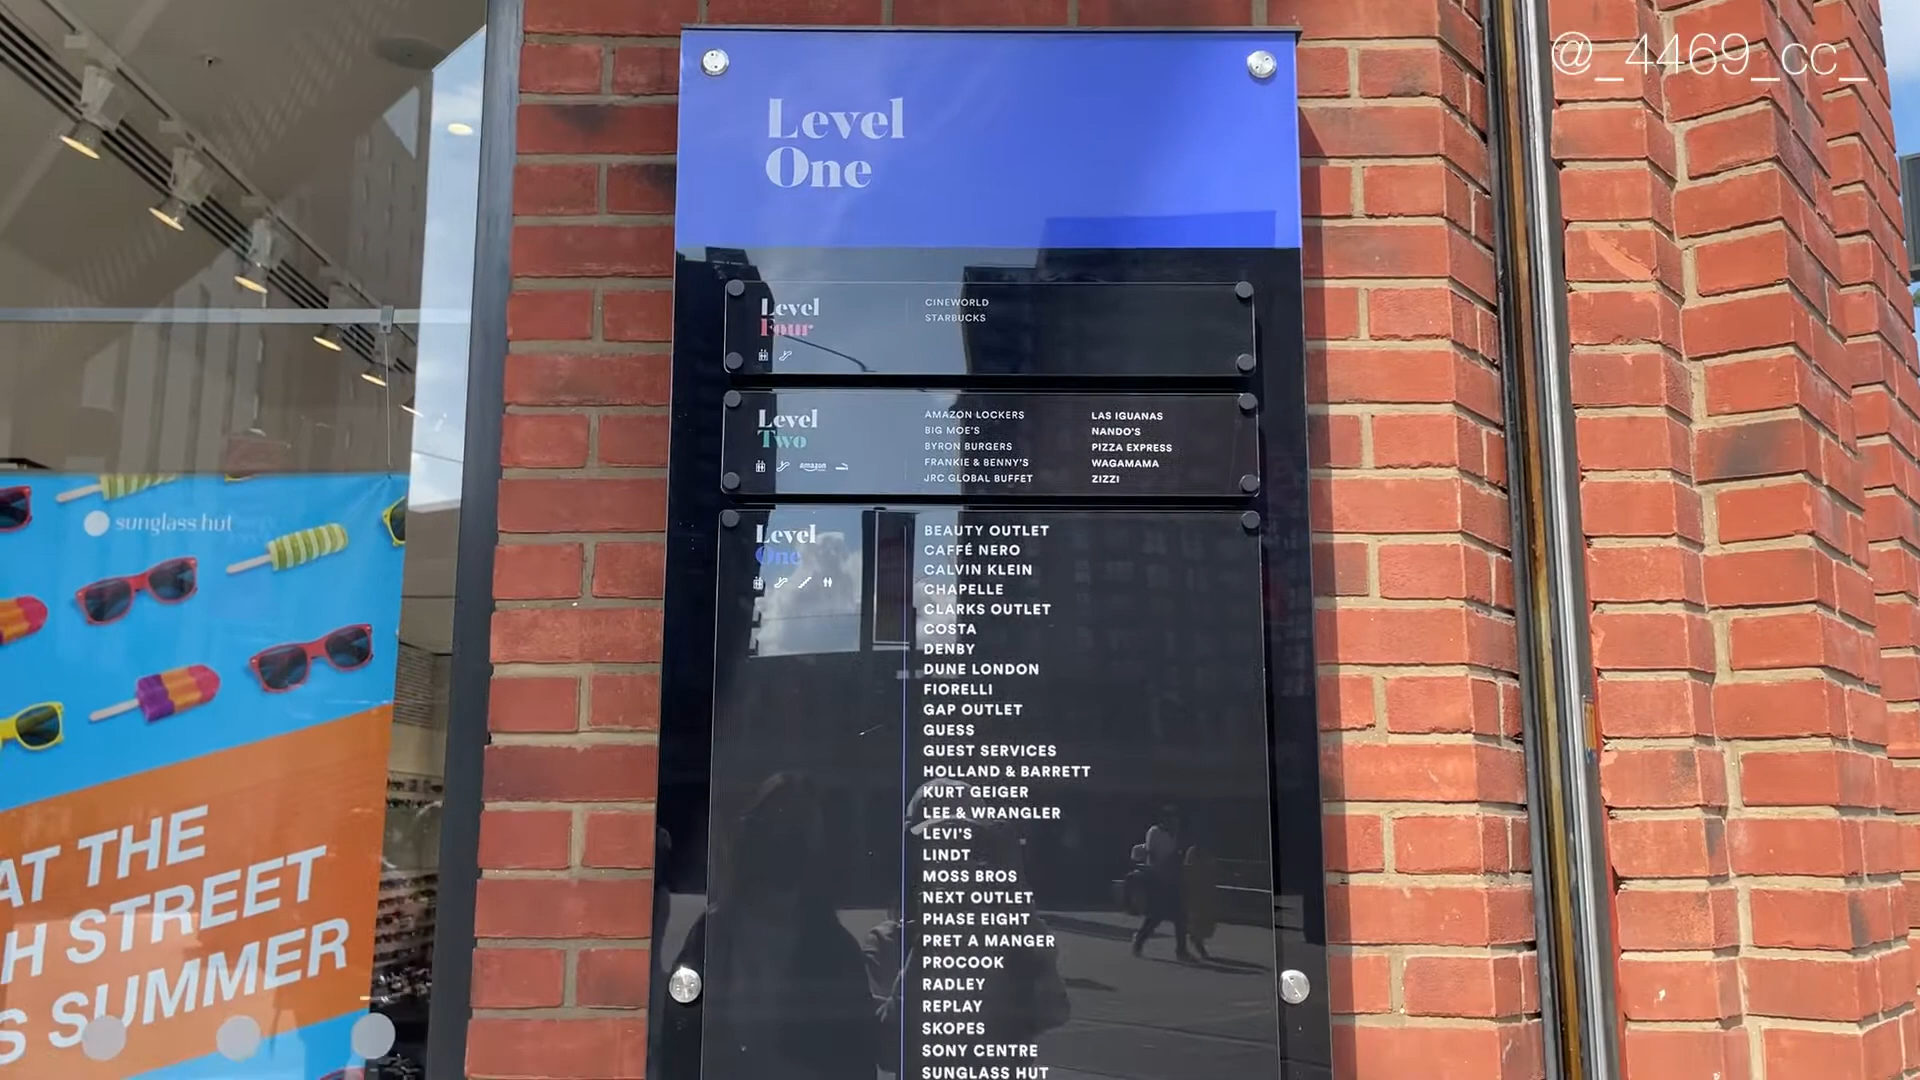 @_4469_cc_
Level
One
Level
Four
CINEWORLD
STARBUCKS
Level
Two
amazon
AMAZON LOCKERS
BIG MOE'S
BYRON BURGERS
FRANKIE & BENNY'S
JRC GLOBAL BUFFET
LAS IGUANAS
NANDO'S
PIZZA EXPRESS
WAGAMAMA
ZIZZI
Level
One
BEAUTY OUTLET
CAFFÉ NERO
CALVIN KLEIN
CHAPELLE
CLARKS OUTLET
COSTA
DENBY
DUNE LONDON
FIORELLI
GAP OUTLET
GUESS
GUEST SERVICES
HOLLAND & BARRETT
KURT GEIGER
LEE & WRANGLER
LEVI'S
LINDT
MOSS BROS
NEXT OUTLET
PHASE EIGHT
PRET A MANGER
PROCOOK
RADLEY
REPLAY
SKOPES
SONY CENTRE
SUNGLASS HUT
sunglass hut
AT THE
H STREET
S SUMMER